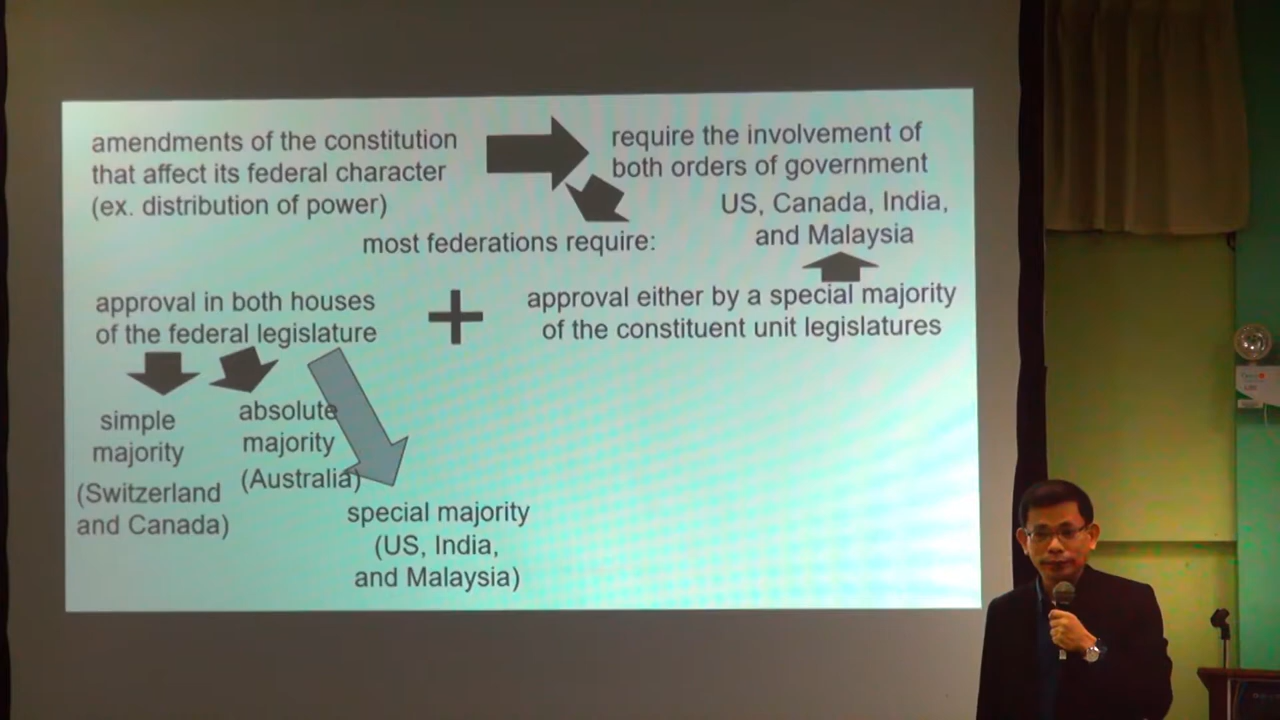 amendments of the constitution
that affect its federal character
(ex. distribution of power)
require the involvement of
both orders of government
US, Canada, India,
and Malaysia
most federations require:
approval in both houses
of the federal legislature
+
approval either by a special majority
of the constituent unit legislatures
simple
majority
(Switzerland
and Canada)
absolute
majority
(Australia)
special majority
(US, India,
and Malaysia)